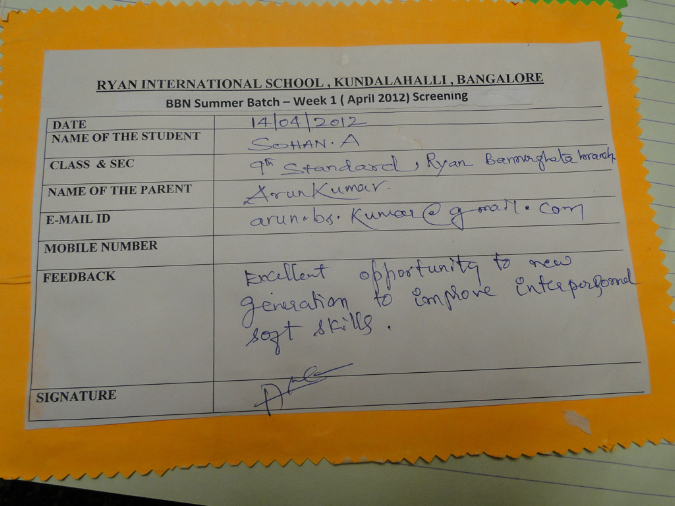 RYAN INTERNATIONAL SCHOOL , KUNDALAHALLI , BANGALORE
BBN Summer Batch – Week 1 ( April 2012) Screening
DATE 14/04/2012
NAME OF THE STUDENT SOHAN. A
CLASS & SEC 9th Standard, Ryan Bannerghata branch
NAME OF THE PARENT Arun Kumar
E-MAIL ID arun.bs.kumar@gmail.com
MOBILE NUMBER
FEEDBACK Excellent opportunity to new
generation to improve interpersonal
soft skills.
SIGNATURE